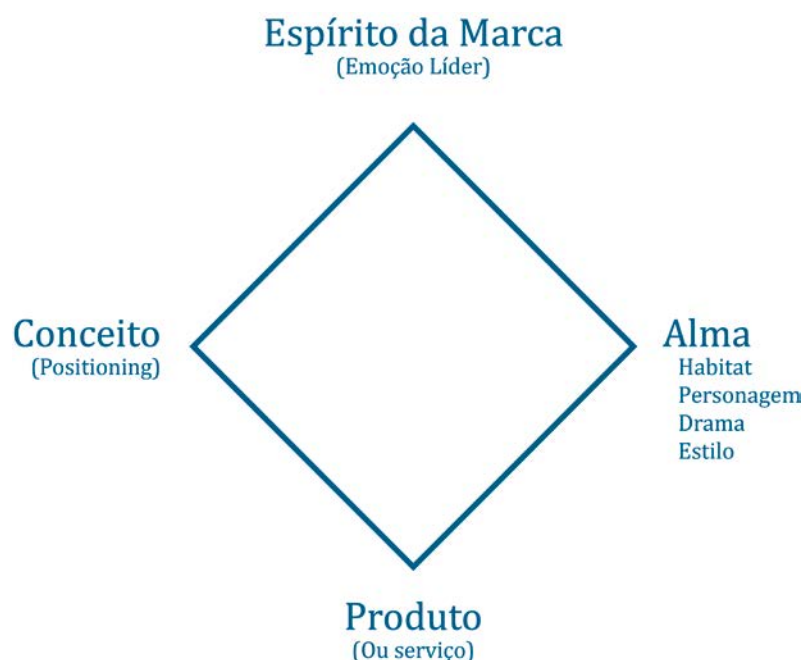 Espírito da Marca
(Emoção Líder)
Conceito
(Positioning)
Alma
Habitat
Personagem
Drama
Estilo
Produto
(Ou serviço)